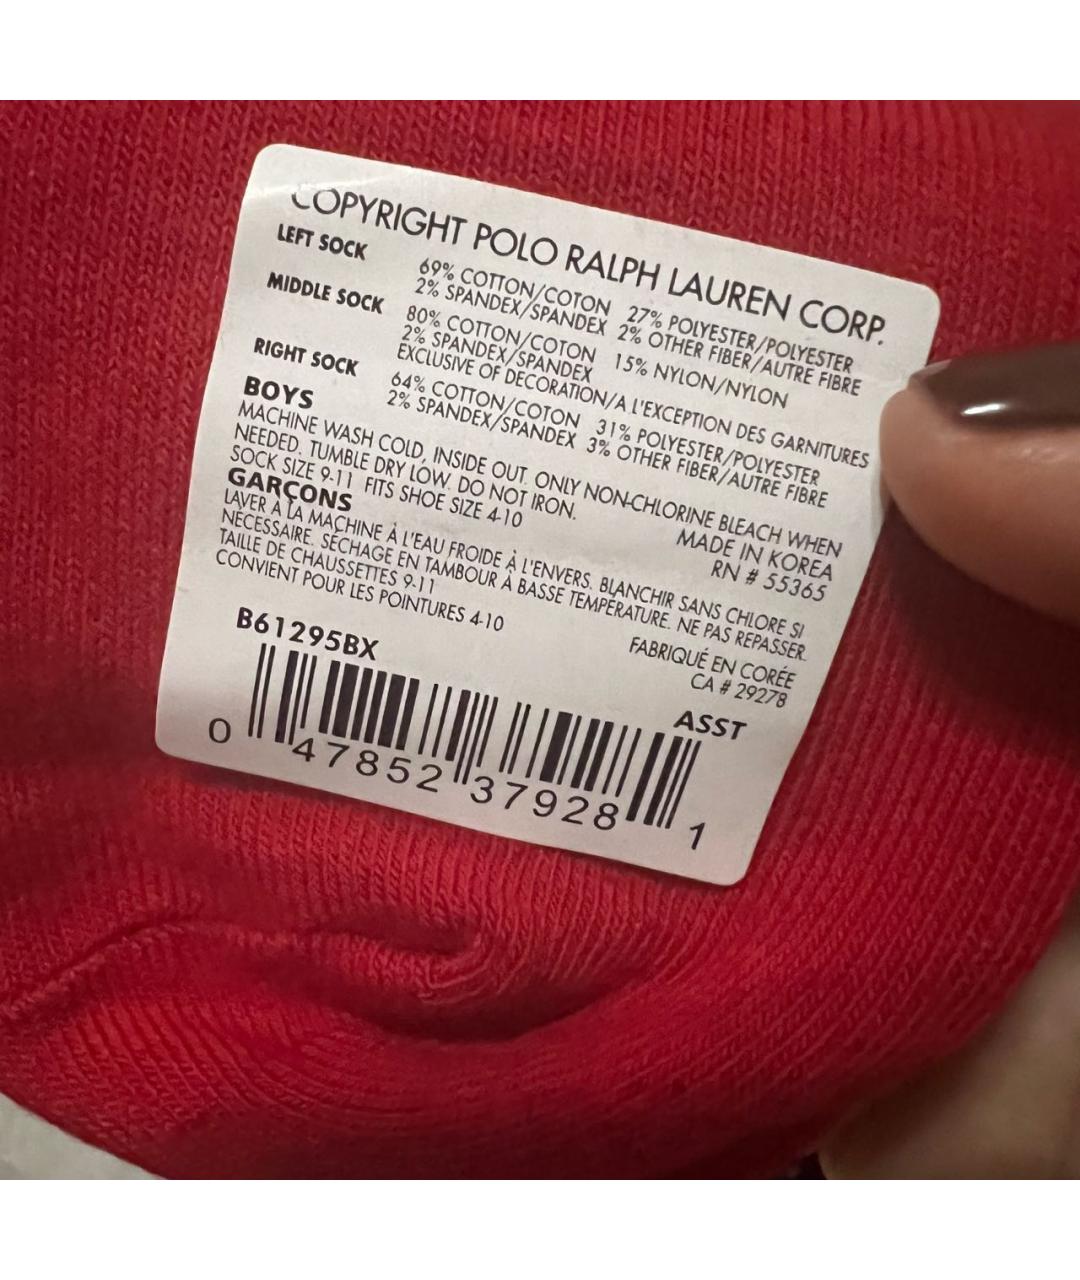 COPYRIGHT POLO RALPH LAUREN CORP.
LEFT SOCK 69% COTTON/COTON 27% POLYESTER/POLYESTER
2% SPANDEX/SPANDEX 2% OTHER FIBER/AUTRE FIBRE
MIDDLE SOCK 80% COTTON/COTON 15% NYLON/NYLON
2% SPANDEX/SPANDEX
EXCLUSIVE OF DECORATION/A L'EXCEPTION DES GARNITURES
RIGHT SOCK 64% COTTON/COTON 31% POLYESTER/POLYESTER
2% SPANDEX/SPANDEX 3% OTHER FIBER/AUTRE FIBRE
BOYS
MACHINE WASH COLD, INSIDE OUT. ONLY NON-CHLORINE BLEACH WHEN
NEEDED. TUMBLE DRY LOW. DO NOT IRON. MADE IN KOREA
SOCK SIZE 9-11 FITS SHOE SIZE 4-10 RN # 55365
GARÇONS
LAVER À LA MACHINE À L'EAU FROIDE À L'ENVERS. BLANCHIR SANS CHLORE SI
NÉCESSAIRE. SÉCHAGE EN TAMBOUR À BASSE TEMPÉRATURE. NE PAS REPASSER.
TAILLE DE CHAUSSETTES 9-11 FABRIQUÉ EN CORÉE
CONVIENT POUR LES POINTURES 4-10 CA # 29278
B61295BX ASST
0 47852 37928 1